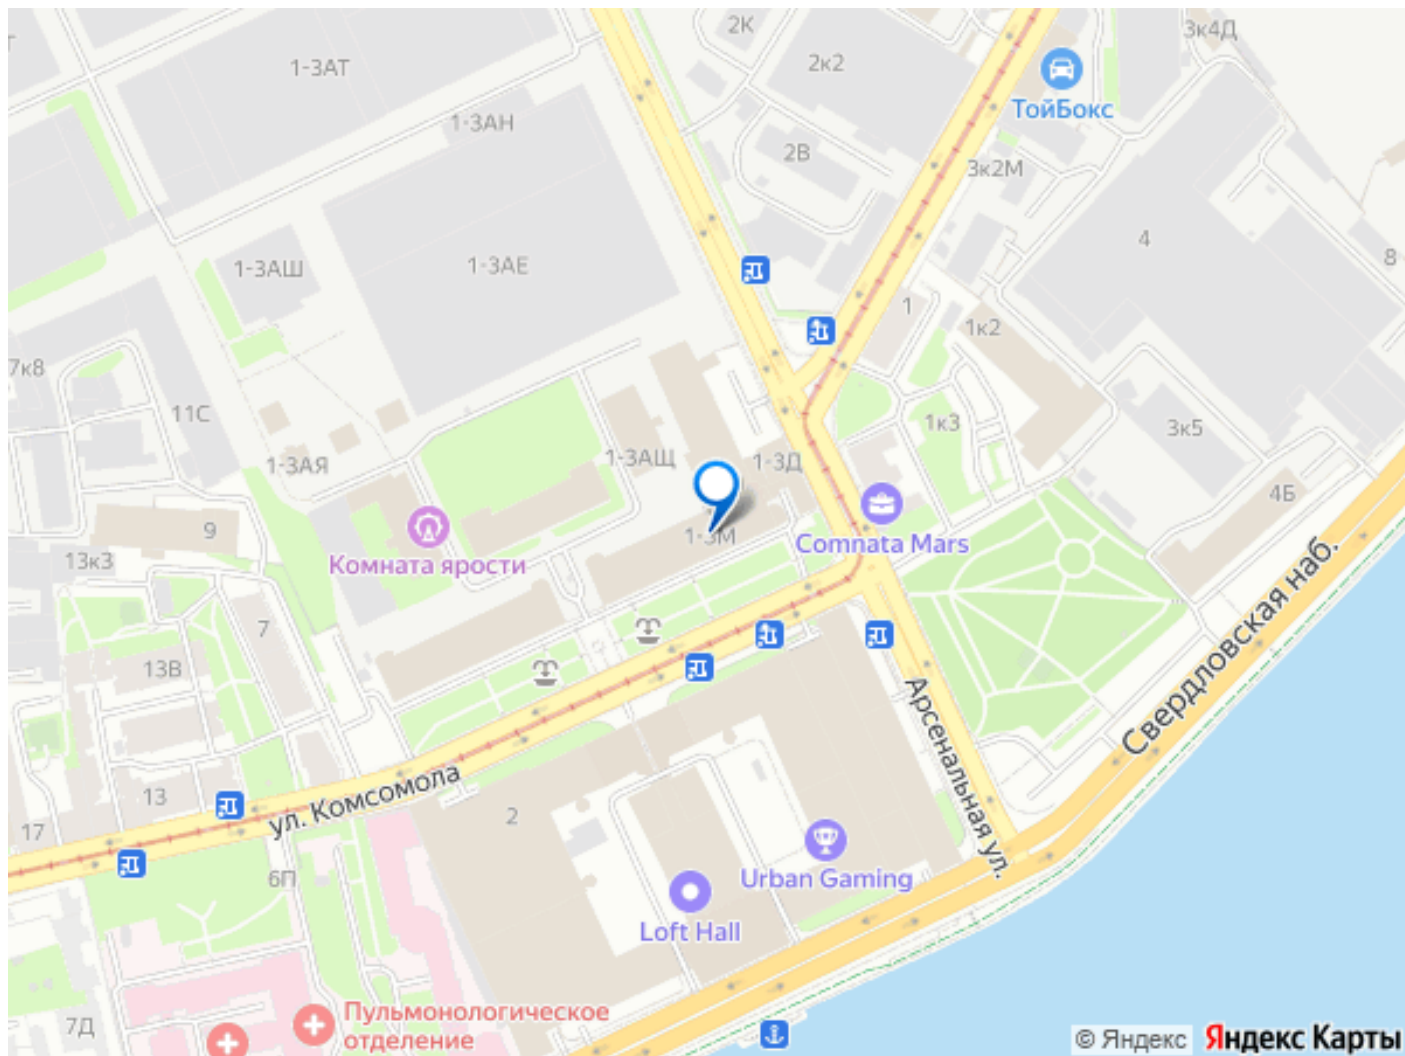 2К
3к4Д
1-3АТ
2к2
ТойБокс
1-3АН
2В
3к2М
4
8
1-3АШ
1-3АЕ
1
1к2
7к8
11С
1к3
3к5
1-3АЩ
1-3Д
1-3АЯ
4Б
9
1-3М
Comnata Mars
Комната ярости
13к3
7
13В
Свердловская наб.
Арсенальная ул.
ул. Комсомола
13
2
17
6П
Urban Gaming
Loft Hall
Пульмонологическое
отделение
7Д
© Яндекс Яндекс Карты